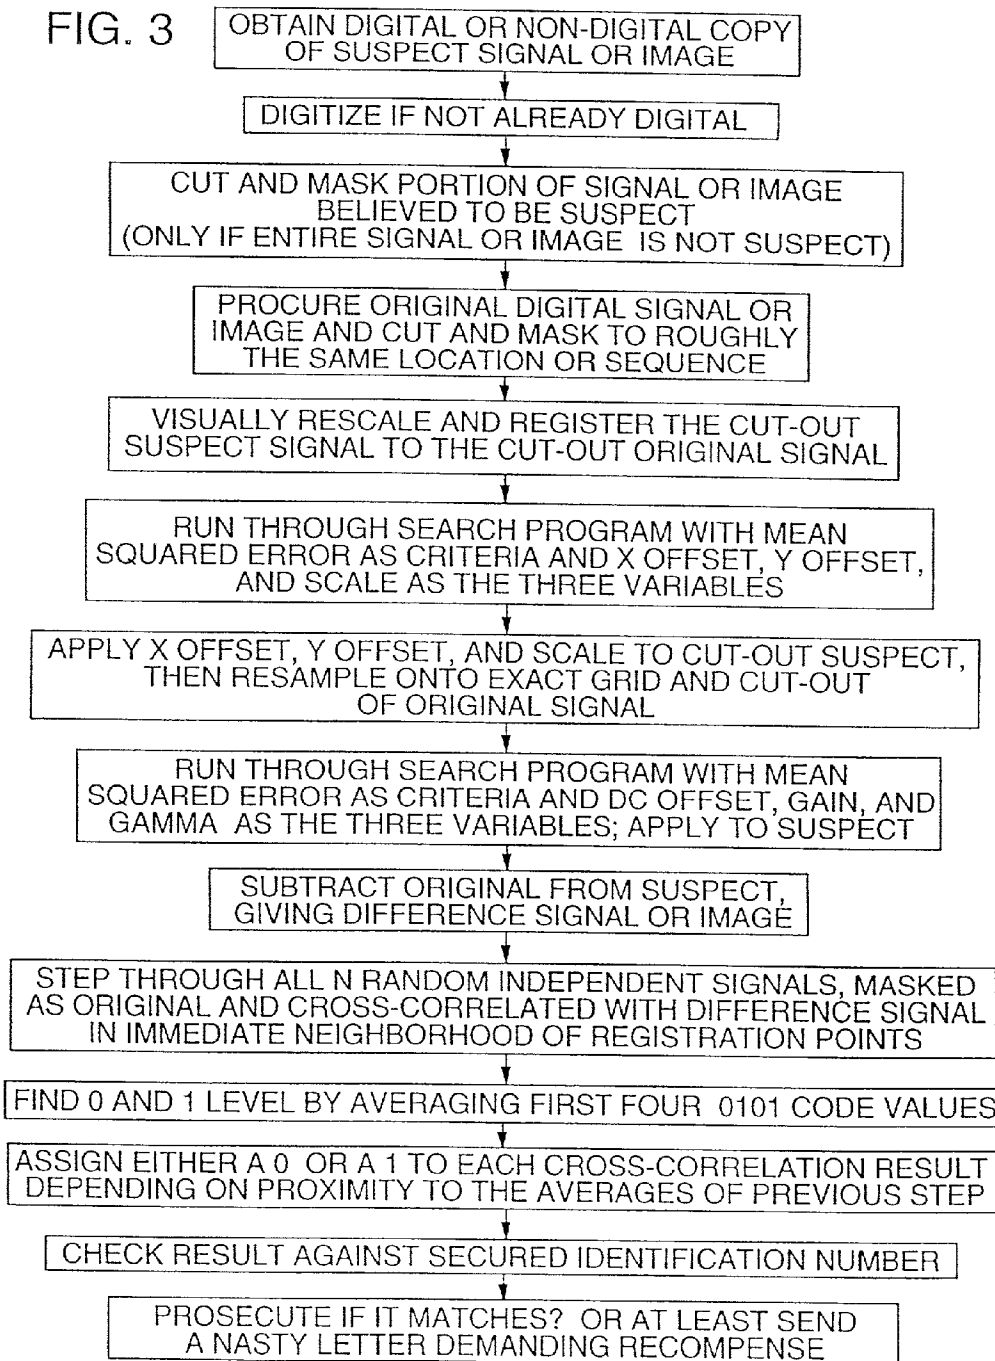 FIG. 3
OBTAIN DIGITAL OR NON-DIGITAL COPY
OF SUSPECT SIGNAL OR IMAGE
DIGITIZE IF NOT ALREADY DIGITAL
CUT AND MASK PORTION OF SIGNAL OR IMAGE
BELIEVED TO BE SUSPECT
(ONLY IF ENTIRE SIGNAL OR IMAGE IS NOT SUSPECT)
PROCURE ORIGINAL DIGITAL SIGNAL OR
IMAGE AND CUT AND MASK TO ROUGHLY
THE SAME LOCATION OR SEQUENCE
VISUALLY RESCALE AND REGISTER THE CUT-OUT
SUSPECT SIGNAL TO THE CUT-OUT ORIGINAL SIGNAL
RUN THROUGH SEARCH PROGRAM WITH MEAN
SQUARED ERROR AS CRITERIA AND X OFFSET, Y OFFSET,
AND SCALE AS THE THREE VARIABLES
APPLY X OFFSET, Y OFFSET, AND SCALE TO CUT-OUT SUSPECT,
THEN RESAMPLE ONTO EXACT GRID AND CUT-OUT
OF ORIGINAL SIGNAL
RUN THROUGH SEARCH PROGRAM WITH MEAN
SQUARED ERROR AS CRITERIA AND DC OFFSET, GAIN, AND
GAMMA AS THE THREE VARIABLES; APPLY TO SUSPECT
SUBTRACT ORIGINAL FROM SUSPECT,
GIVING DIFFERENCE SIGNAL OR IMAGE
STEP THROUGH ALL N RANDOM INDEPENDENT SIGNALS, MASKED
AS ORIGINAL AND CROSS-CORRELATED WITH DIFFERENCE SIGNAL
IN IMMEDIATE NEIGHBORHOOD OF REGISTRATION POINTS
FIND 0 AND 1 LEVEL BY AVERAGING FIRST FOUR 0101 CODE VALUES
ASSIGN EITHER A 0 OR A 1 TO EACH CROSS-CORRELATION RESULT
DEPENDING ON PROXIMITY TO THE AVERAGES OF PREVIOUS STEP
CHECK RESULT AGAINST SECURED IDENTIFICATION NUMBER
PROSECUTE IF IT MATCHES? OR AT LEAST SEND
A NASTY LETTER DEMANDING RECOMPENSE